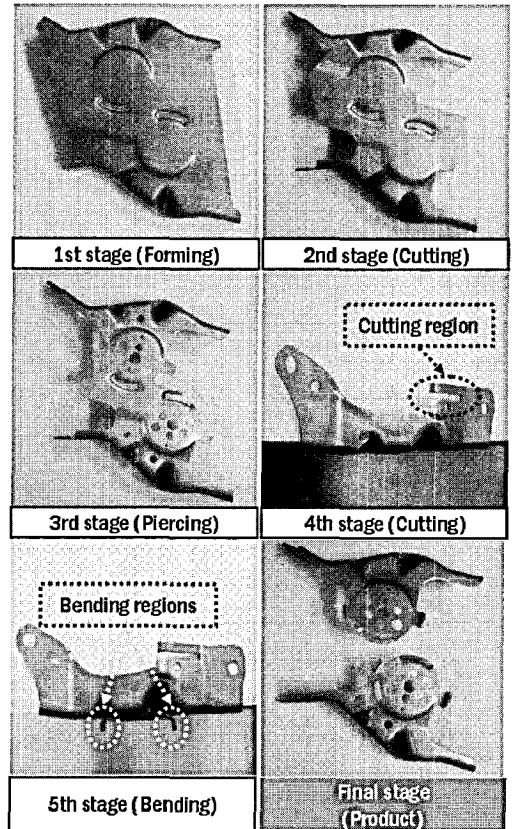 1st stage (Forming)
2nd stage (Cutting)
Cutting region
3rd stage (Piercing)
4th stage (Cutting)
Bending regions
5th stage (Bending)
Final stage
(Product)